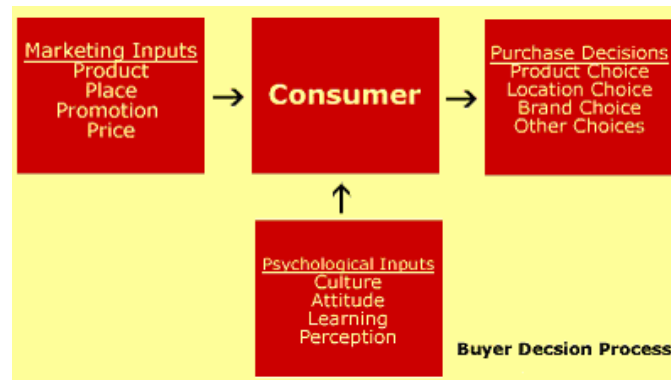 Marketing Inputs
Product
Place
Promotion
Price
→
Consumer
→
Purchase Decisions
Product Choice
Location Choice
Brand Choice
Other Choices
↑
Psychological Inputs
Culture
Attitude
Learning
Perception
Buyer Decsion Process